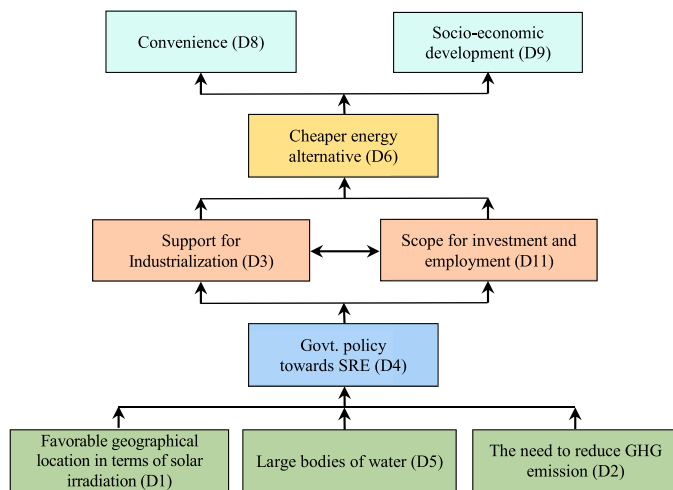 Convenience (D8)
Socio-economic
development (D9)
Cheaper energy
alternative (D6)
Support for
Industrialization (D3)
Scope for investment and
employment (D11)
Govt. policy
towards SRE (D4)
Favorable geographical
location in terms of solar
irradiation (D1)
Large bodies of water (D5)
The need to reduce GHG
emission (D2)